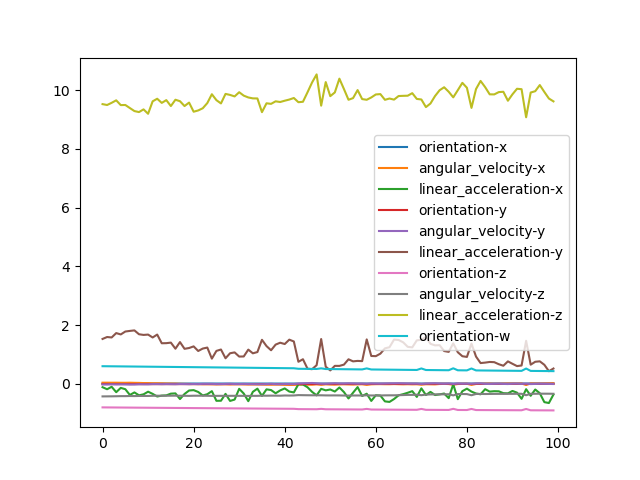 10
8
6
4
2
0
0
20
40
60
80
100
orientation-x
angular_velocity-x
linear_acceleration-x
orientation-y
angular_velocity-y
linear_acceleration-y
orientation-z
angular_velocity-z
linear_acceleration-z
orientation-w